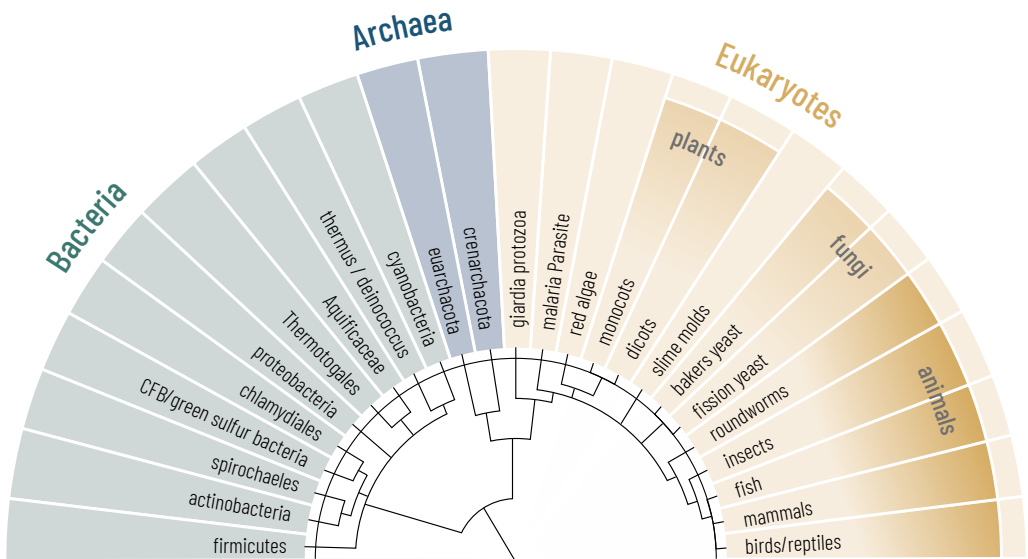 Archaea
Eukaryotes
Bacteria
plants
fungi
animals
firmicutes
actinobacteria
spirochaeles
CFB/green sulfur bacteria
chlamydiales
proteobacteria
Thermotogales
Aquificaceae
thermus / deinococcus
cyanobacteria
euarchacota
crenarchacota
giardia protozoa
malaria Parasite
red algae
monocots
dicots
slime molds
bakers yeast
fission yeast
roundworms
insects
fish
mammals
birds/reptiles